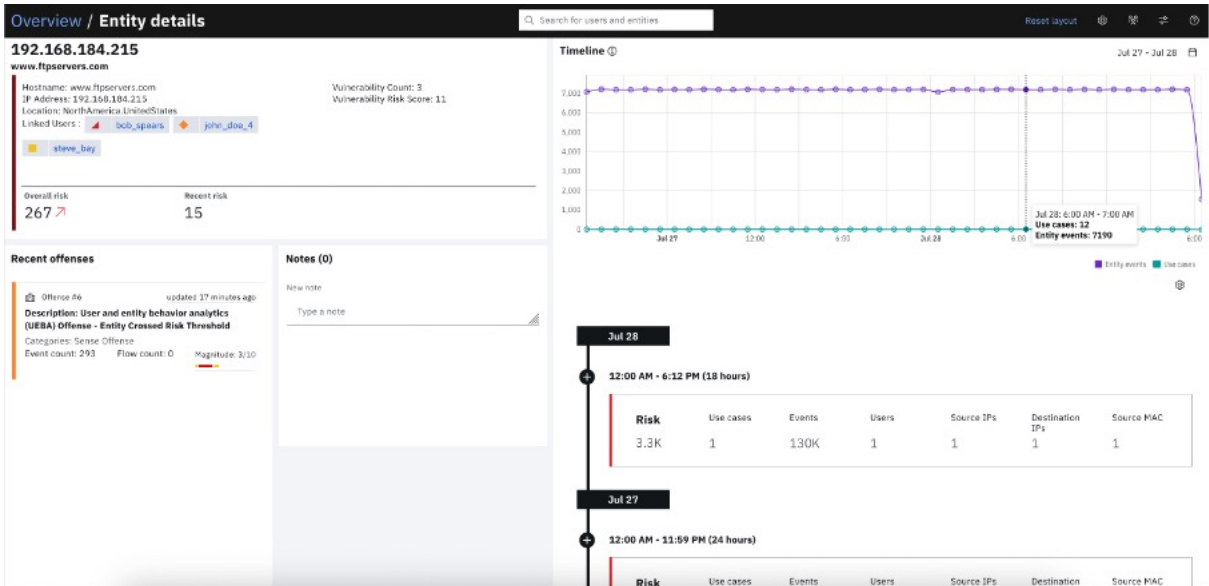 Overview / Entity details
Search for users and entities
Reset layout
192.168.184.215
www.ftpservers.com
Hostname: www.ftpservers.com
IP Address: 192.168.184.215
Location: NorthAmerica.UnitedStates
Linked Users :
bob_spears
john_doe_4
steve_bay
Vulnerability Count: 3
Vulnerability Risk Score: 11
Overall risk
267
Recent risk
15
Recent offenses
Offense #6
updated 17 minutes ago
Description: User and entity behavior analytics
(UEBA) Offense - Entity Crossed Risk Threshold
Categories: Sense Offense
Event count: 293
Flow count: 0
Magnitude: 3/10
Notes (0)
New note
Type a note
Timeline
Jul 27 - Jul 28
7,000
6,000
5,000
4,000
3,000
2,000
1,000
0
Jul 27
12:00
Jul 28
6:00
6:00
Jul 28: 6:00 AM - 7:00 AM
Use cases: 12
Entity events: 7190
Entity events
Use cases
Jul 28
12:00 AM - 6:12 PM (18 hours)
Risk
Use cases
Events
Users
Source IPs
Destination
IPs
Source MAC
3.3K
1
130K
1
1
1
1
Jul 27
12:00 AM - 11:59 PM (24 hours)
Risk
Use cases
Events
Users
Source IPs
Destination
Source MAC